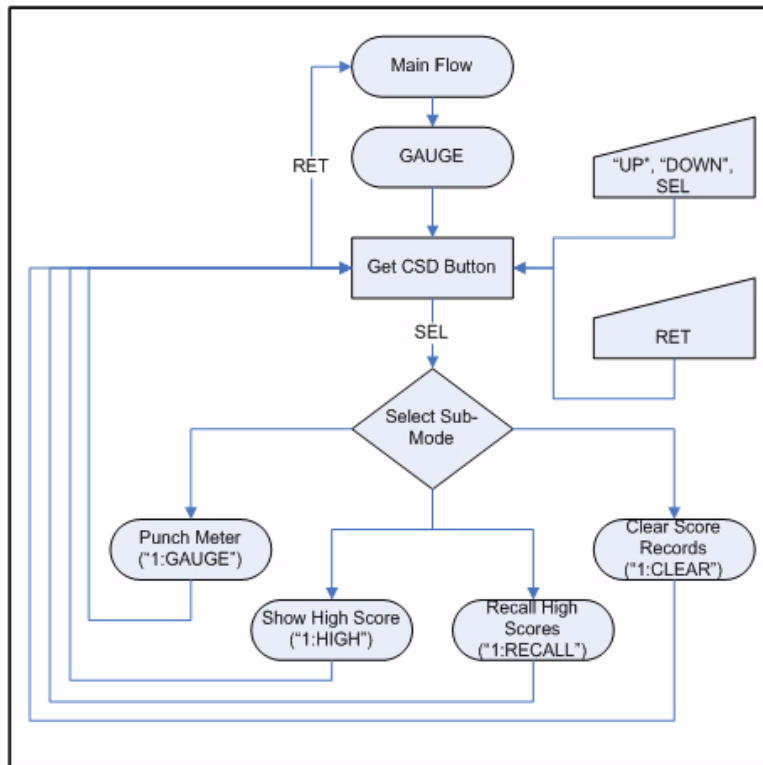 Main Flow
GAUGE
RET
“UP”, “DOWN”,
SEL
Get CSD Button
RET
SEL
Select Sub-
Mode
Punch Meter
(“1:GAUGE”)
Show High Score
(“1:HIGH”)
Recall High
Scores
(“1:RECALL”)
Clear Score
Records
(“1:CLEAR”)